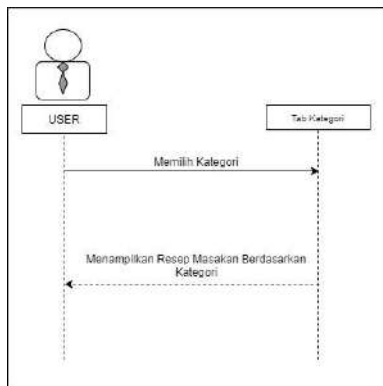 USER
Tab Kategori
Memilih Kategori
Menampilkan Resep Masakan Berdasarkan
Kategori